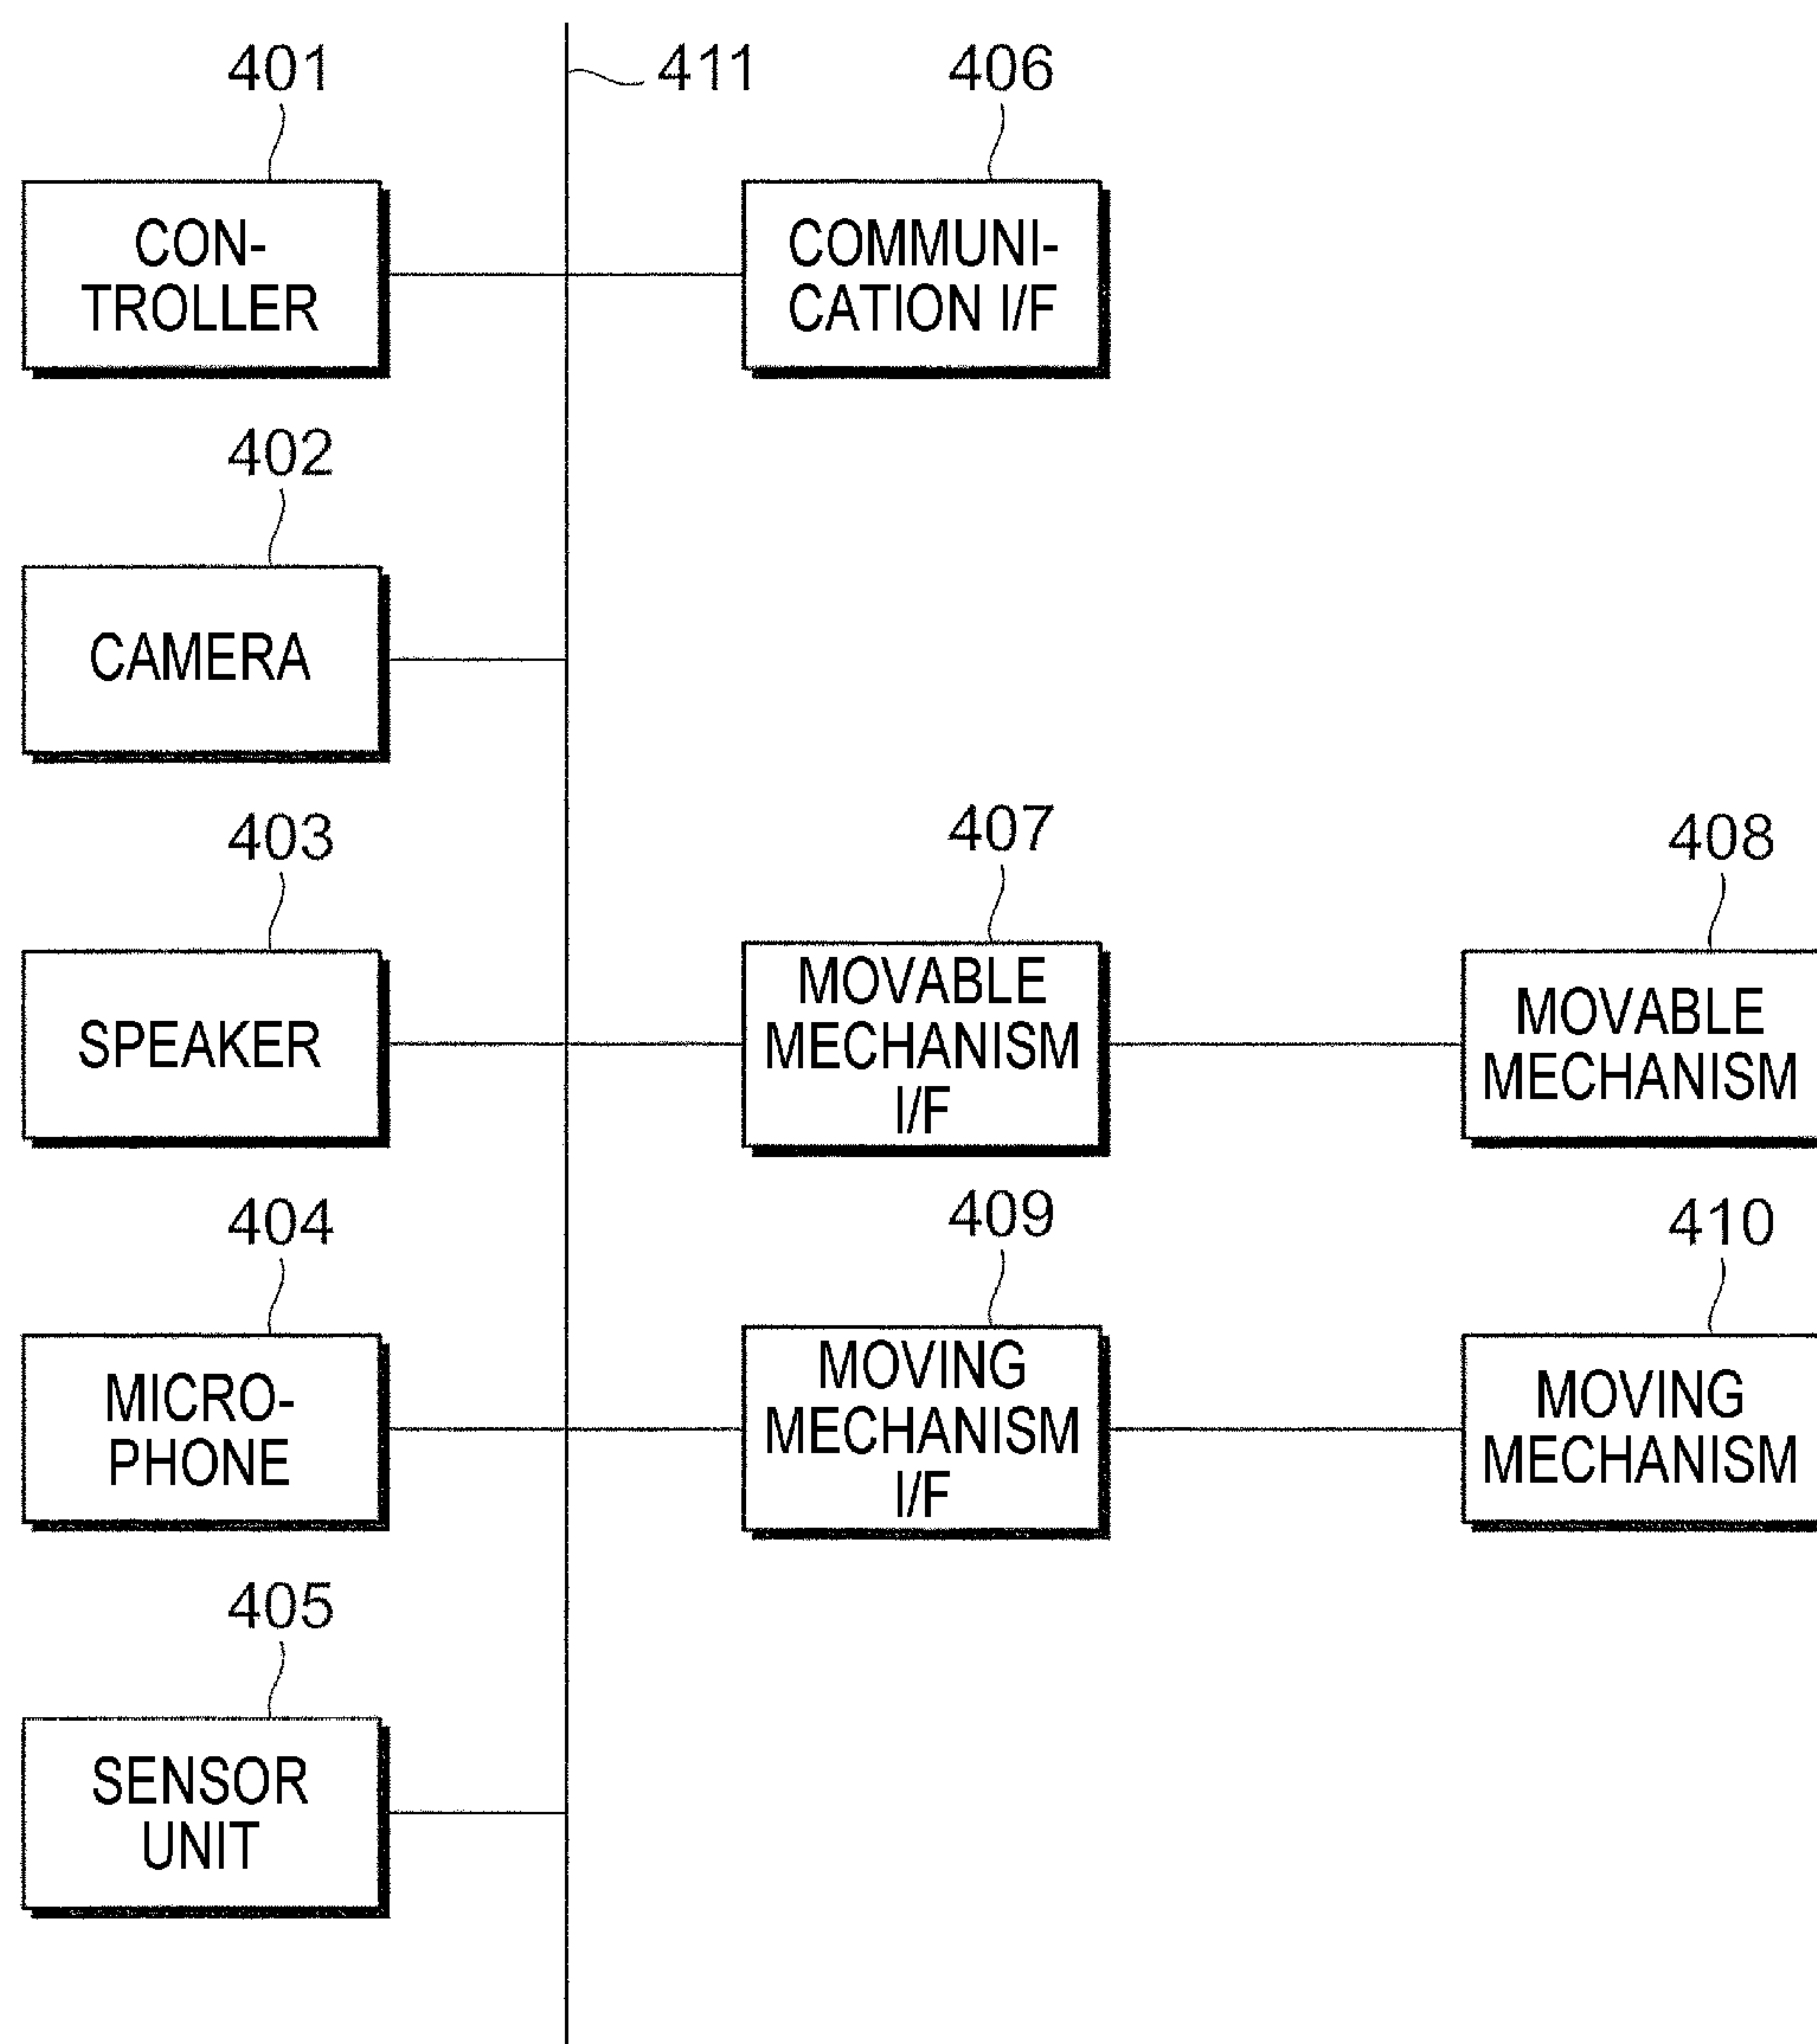 401
411
406
CON-
TROLLER
COMMUNI-
CATION I/F
402
CAMERA
403
407
408
SPEAKER
MOVABLE
MECHANISM
I/F
MOVABLE
MECHANISM
404
409
410
MICRO-
PHONE
MOVING
MECHANISM
I/F
MOVING
MECHANISM
405
SENSOR
UNIT